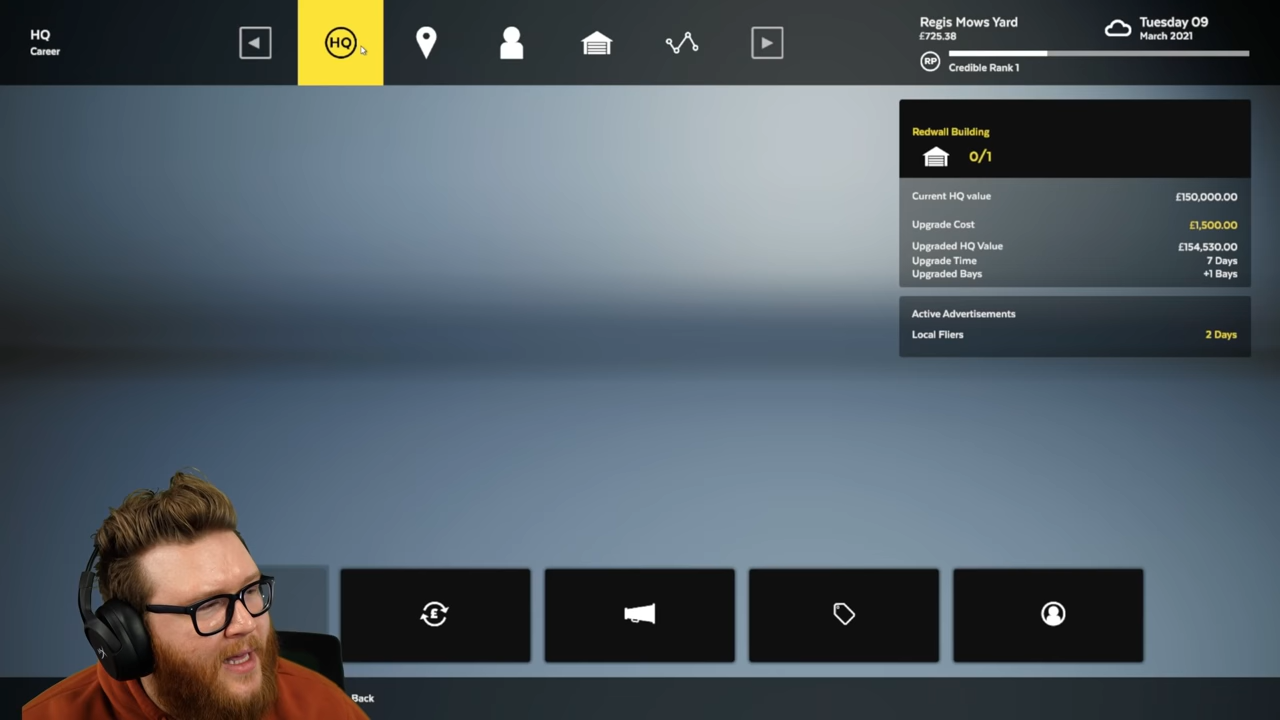 HQ
Career
HQ
Regis Mows Yard
£725.38
Tuesday 09
March 2021
RP
Credible Rank 1
Redwall Building
0/1
Current HQ value £150,000.00
Upgrade Cost £1,500.00
Upgraded HQ Value £154,530.00
Upgrade Time 7 Days
Upgraded Bays +1 Bays
Active Advertisements
Local Fliers 2 Days
£
Back